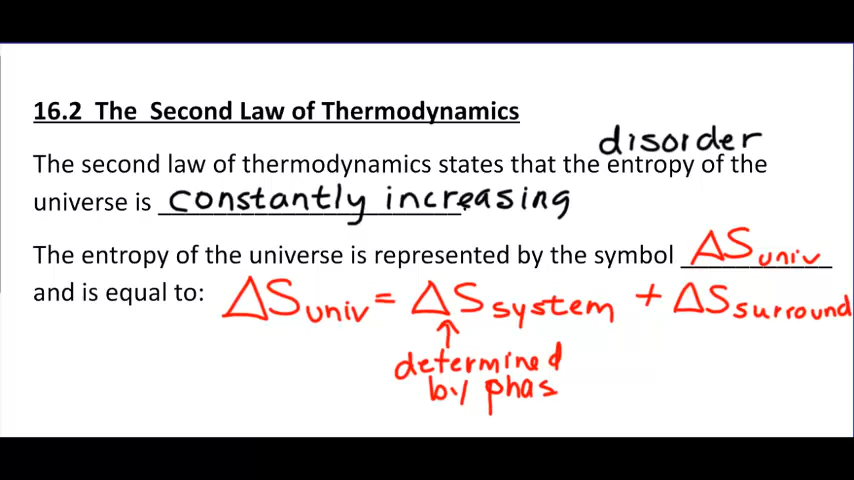 16.2 The Second Law of Thermodynamics
disorder
The second law of thermodynamics states that the entropy of the
universe is constantly increasing
The entropy of the universe is represented by the symbol ΔSuniv
and is equal to: ΔSuniv = ΔSsystem + ΔSsurround
↑
determined
by phas